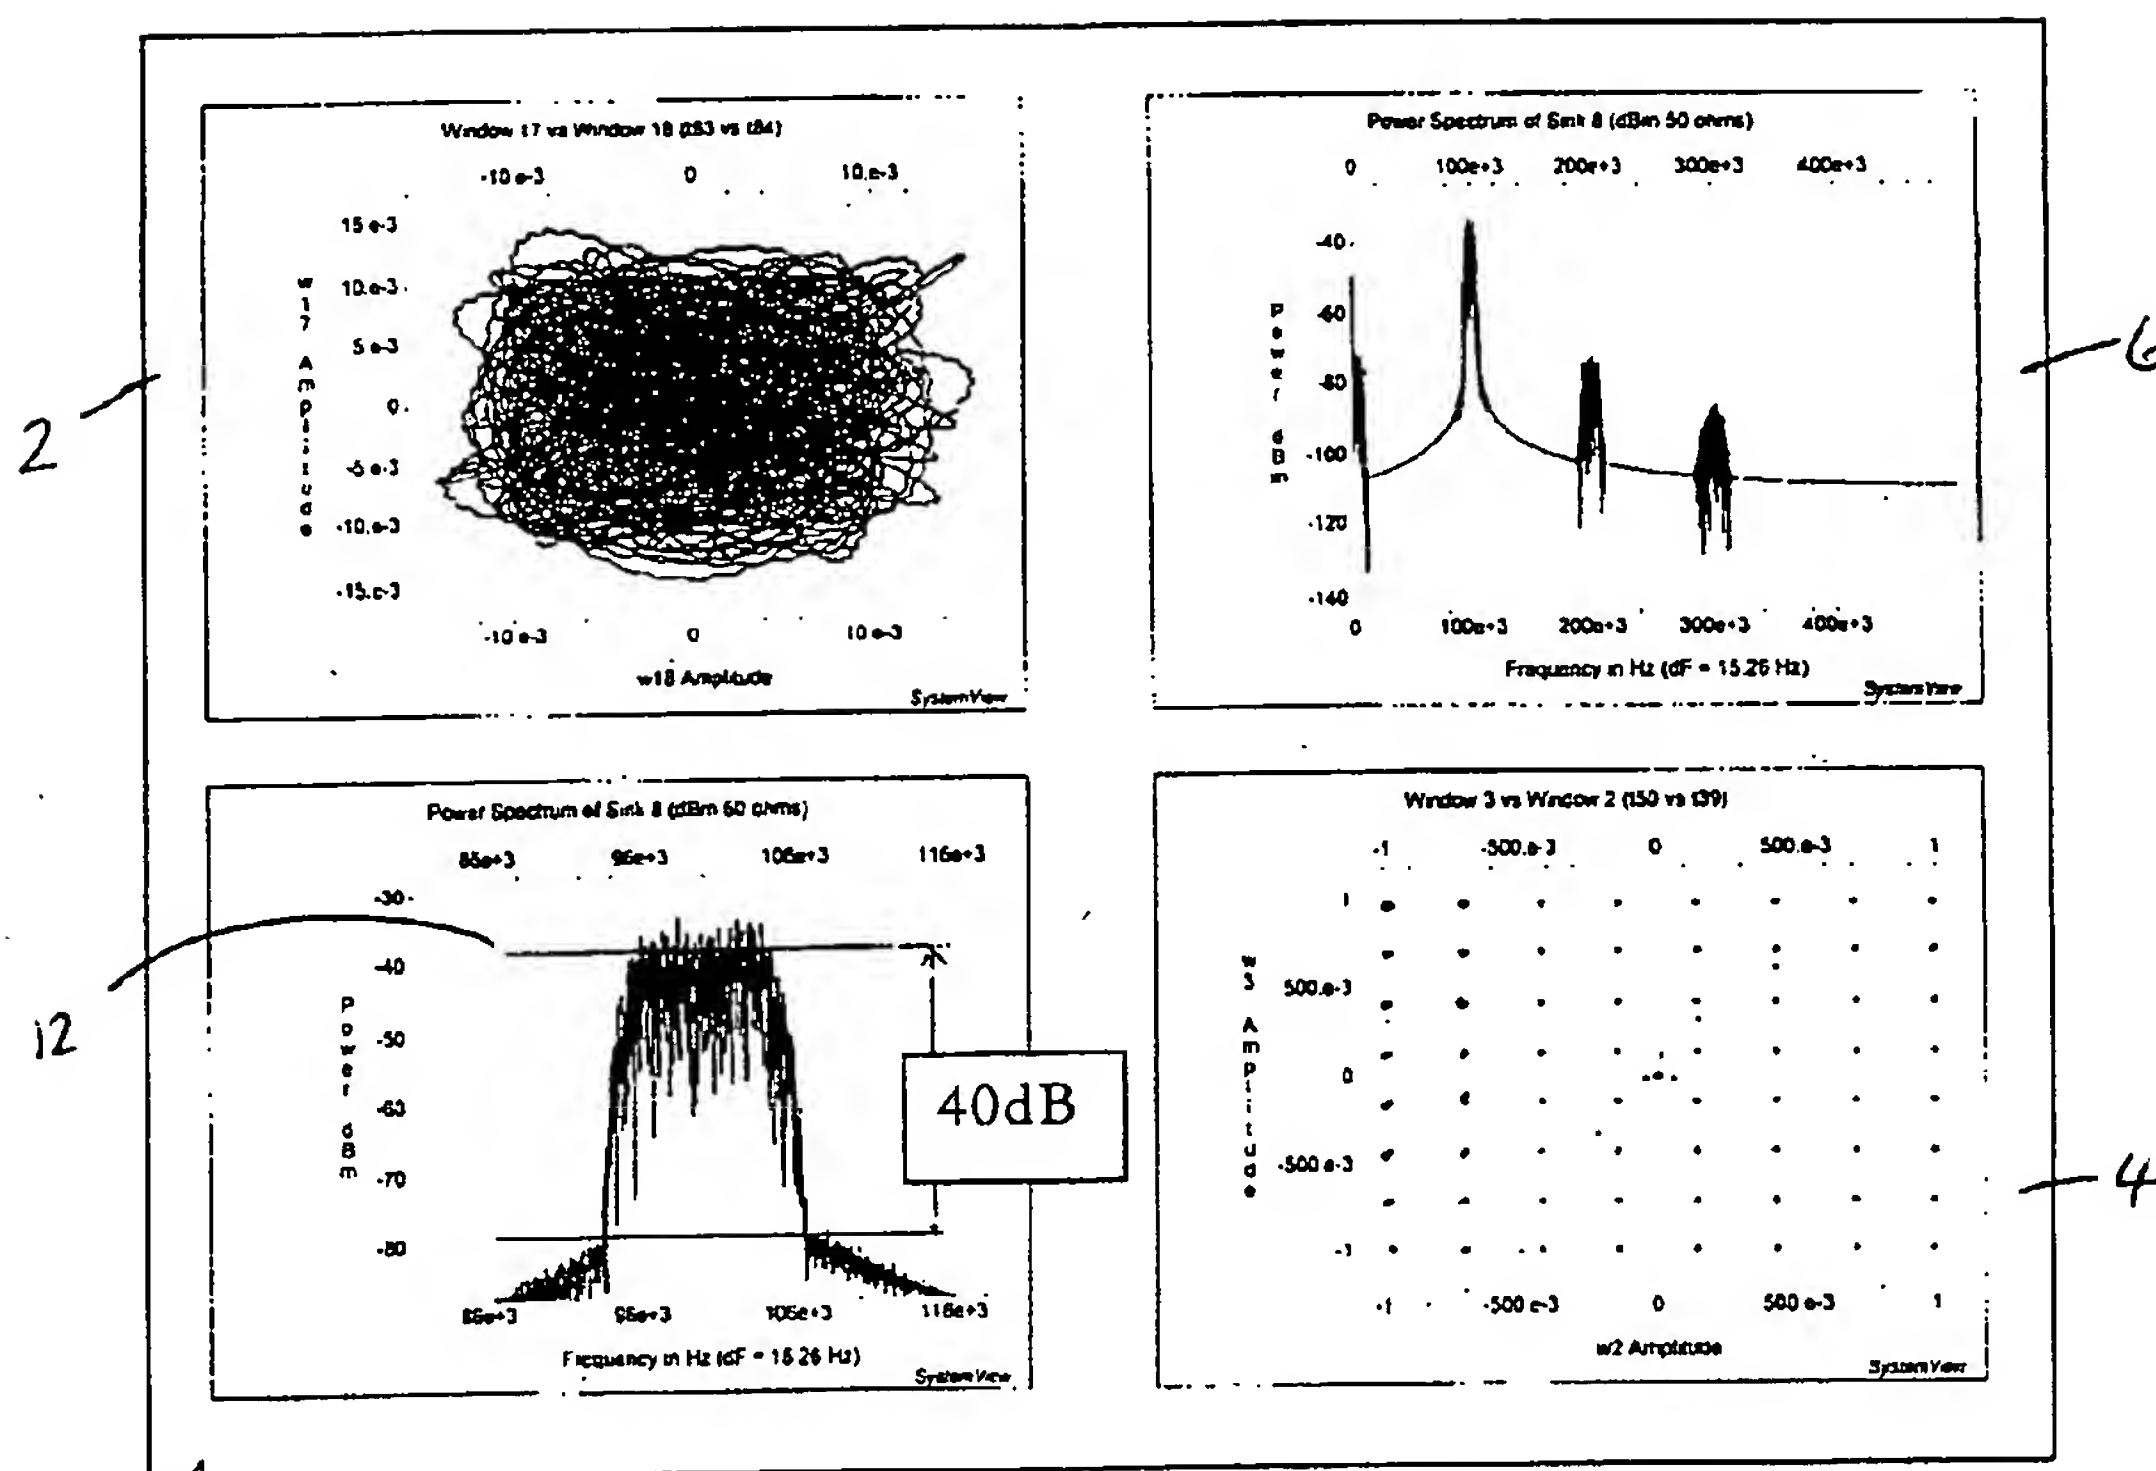 Window 17 vs Window 18 (t83 vs t84)
-10.e-3 0 10.e-3
15.e-3
10.e-3
5.e-3
0
-5.e-3
-10.e-3
-15.e-3
w17 Amplitude
-10.e-3 0 10.e-3
w18 Amplitude
SystemView
2
Power Spectrum of Sink 8 (dBm 50 ohms)
0 100e+3 200e+3 300e+3 400e+3
-40
-60
-80
-100
-120
-140
Power dBm
0 100e+3 200e+3 300e+3 400e+3
Frequency in Hz (dF = 15.26 Hz)
SystemView
6
Power Spectrum of Sink 8 (dBm 50 ohms)
86e+3 96e+3 106e+3 116e+3
-30
-40
-50
-60
-70
-80
Power dBm
40dB
86e+3 96e+3 106e+3 116e+3
Frequency in Hz (dF = 15.26 Hz)
SystemView
12
Window 3 vs Window 2 (t50 vs t39)
-1 -500.e-3 0 500.e-3 1
1
500.e-3
0
-500.e-3
-1
w3 Amplitude
-1 -500.e-3 0 500.e-3 1
w2 Amplitude
SystemView
4